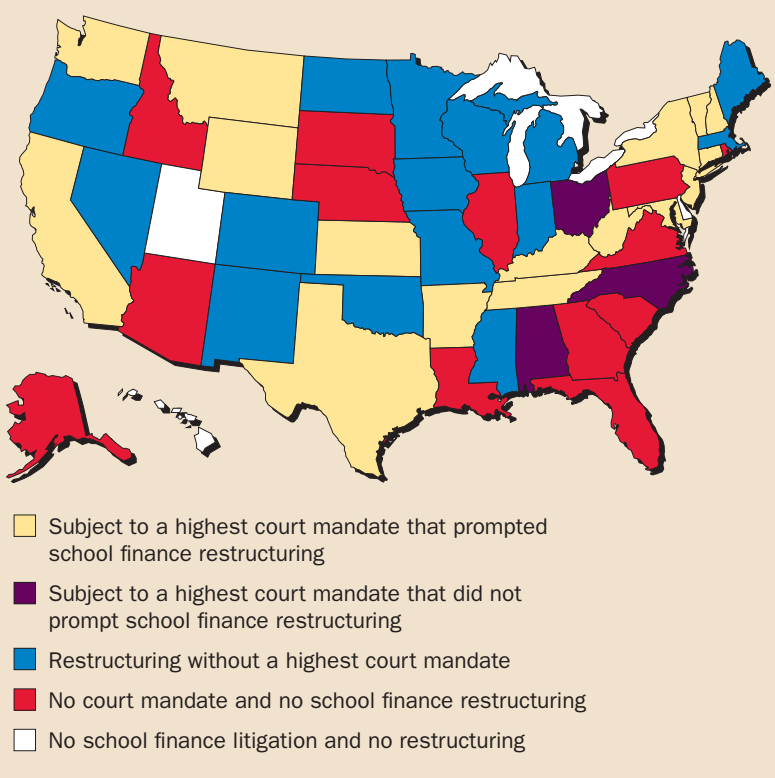 Subject to a highest court mandate that prompted
school finance restructuring
Subject to a highest court mandate that did not
prompt school finance restructuring
Restructuring without a highest court mandate
No court mandate and no school finance restructuring
No school finance litigation and no restructuring